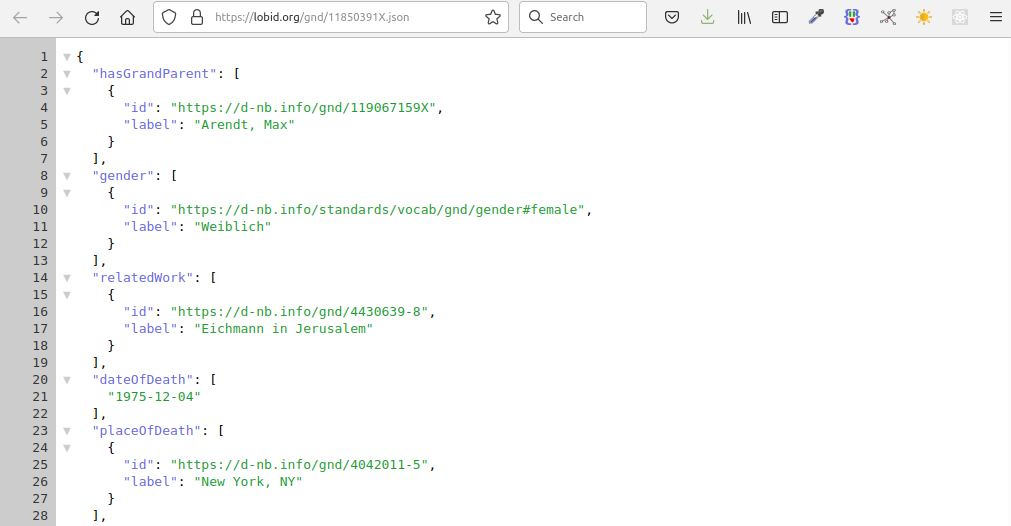 https://lobid.org/gnd/11850391X.json
Search
1 {
2 "hasGrandParent": [
3 {
4 "id": "https://d-nb.info/gnd/119067159X",
5 "label": "Arendt, Max"
6 }
7 ],
8 "gender": [
9 {
10 "id": "https://d-nb.info/standards/vocab/gnd/gender#female",
11 "label": "Weiblich"
12 }
13 ],
14 "relatedWork": [
15 {
16 "id": "https://d-nb.info/gnd/4430639-8",
17 "label": "Eichmann in Jerusalem"
18 }
19 ],
20 "dateOfDeath": [
21 "1975-12-04"
22 ],
23 "placeOfDeath": [
24 {
25 "id": "https://d-nb.info/gnd/4042011-5",
26 "label": "New York, NY"
27 }
28 ],